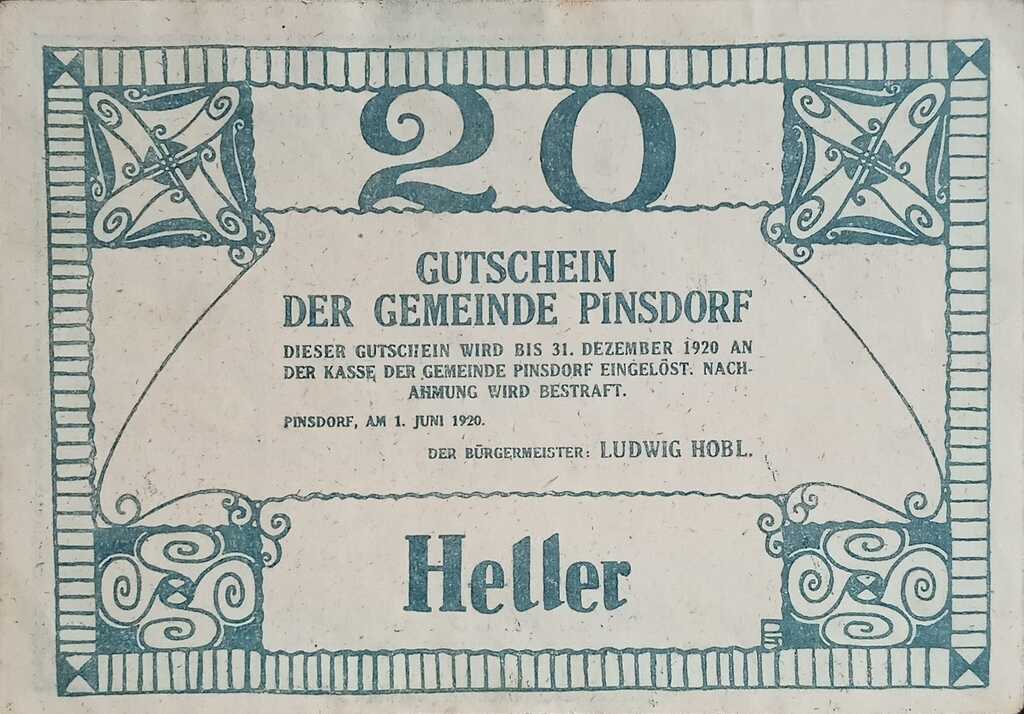 20
GUTSCHEIN
DER GEMEINDE PINSDORF
DIESER GUTSCHEIN WIRD BIS 31. DEZEMBER 1920 AN
DER KASSE DER GEMEINDE PINSDORF EINGELÖST. NACH-
AHMUNG WIRD BESTRAFT.
PINSDORF, AM 1. JUNI 1920.
DER BÜRGERMEISTER: LUDWIG HOBL.
Heller